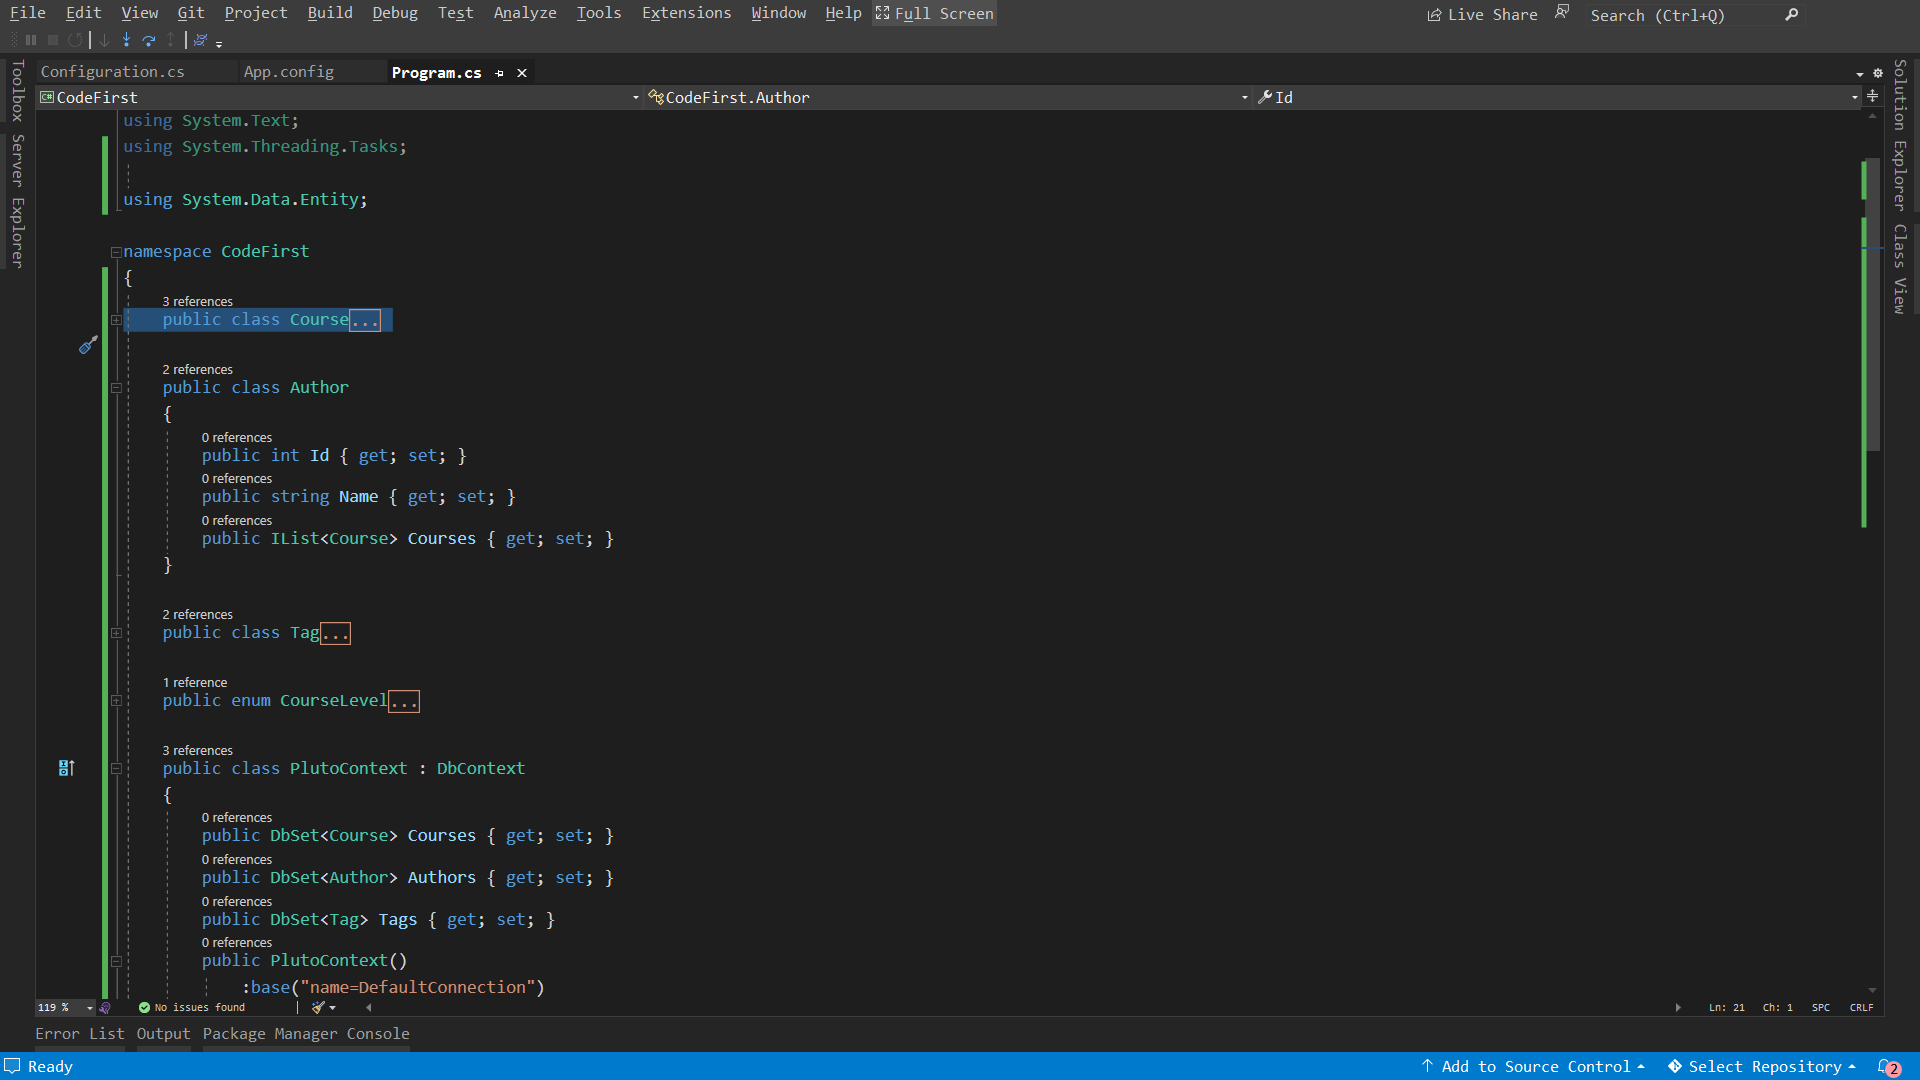 File Edit View Git Project Build Debug Test Analyze Tools Extensions Window Help Full Screen Live Share Search (Ctrl+Q)
Toolbox
Server Explorer
Configuration.cs App.config Program.cs
CodeFirst CodeFirst.Author Id
using System.Text;
using System.Threading.Tasks;
using System.Data.Entity;
namespace CodeFirst
{
3 references
public class Course...
2 references
public class Author
{
0 references
public int Id { get; set; }
0 references
public string Name { get; set; }
0 references
public IList<Course> Courses { get; set; }
}
2 references
public class Tag...
1 reference
public enum CourseLevel...
3 references
public class PlutoContext : DbContext
{
0 references
public DbSet<Course> Courses { get; set; }
0 references
public DbSet<Author> Authors { get; set; }
0 references
public DbSet<Tag> Tags { get; set; }
0 references
public PlutoContext()
:base("name=DefaultConnection")
Solution Explorer
Class View
119 % No issues found Ln: 21 Ch: 1 SPC CRLF
Error List Output Package Manager Console
Ready Add to Source Control Select Repository 2